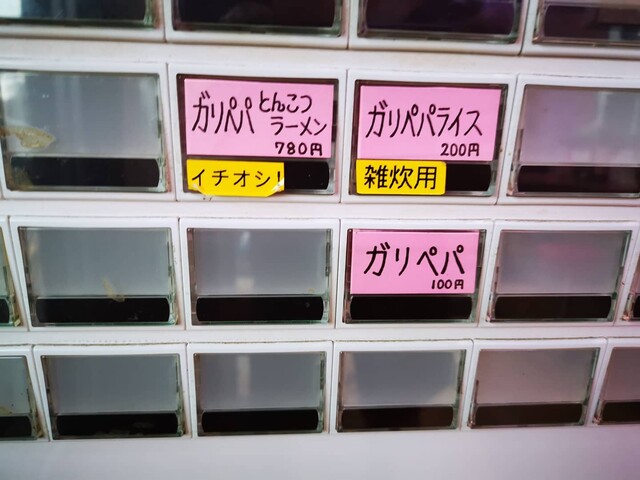 ガリペパ とんこつ
ラーメン
780円
イチオシ!
ガリペパライス
200円
雑炊用
ガリペパ
100円